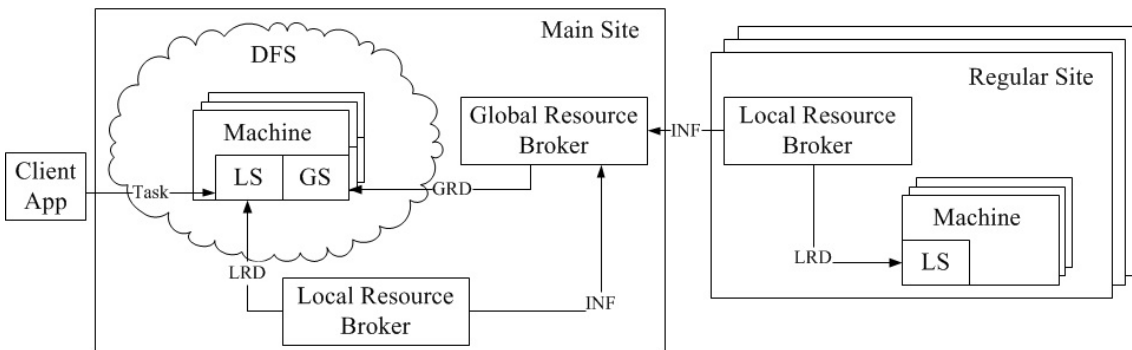 Main Site
DFS
Machine
LS GS
Client
App
Task
Global Resource
Broker
GRD
LRD
Local Resource
Broker
INF
INF
Regular Site
Local Resource
Broker
LRD
Machine
LS